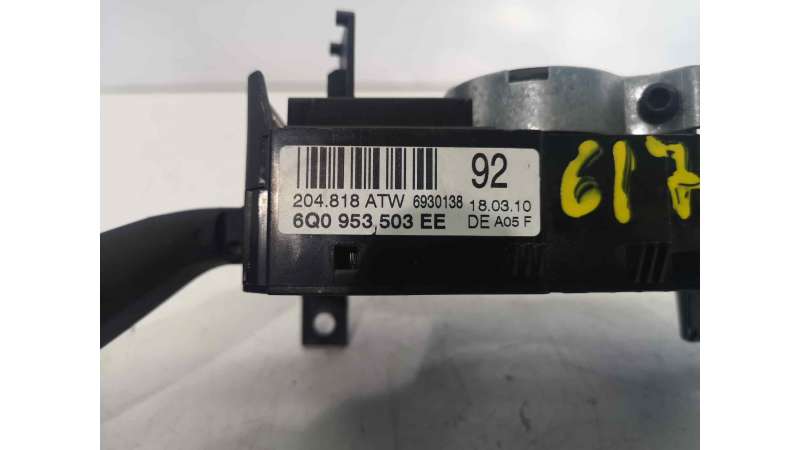 92
204.818 ATW 6930138 18.03.10
6Q0 953,503 EE DE A05 F
617